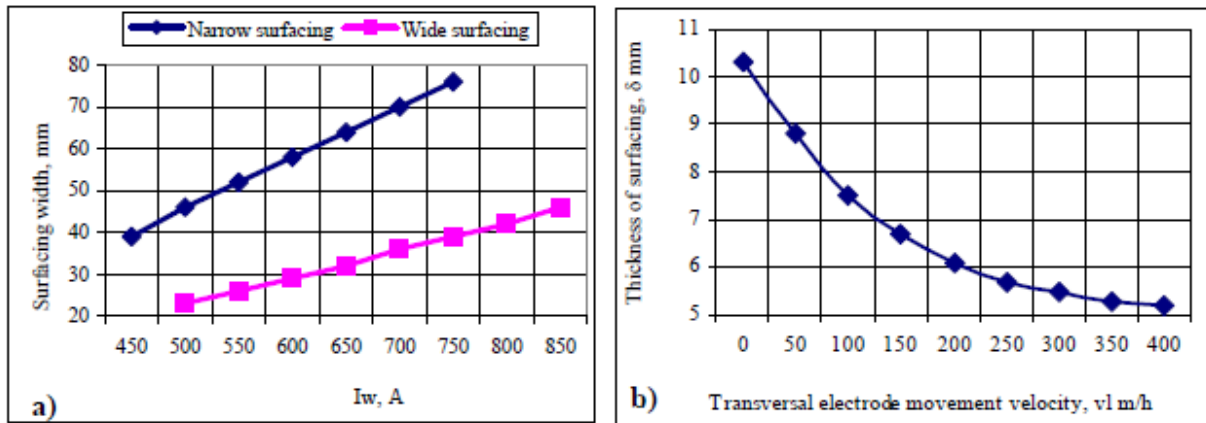 Narrow surfacing Wide surfacing
Surfacing width, mm
80
70
60
50
40
30
20
450 500 550 600 650 700 750 800 850
Iw, A
a)
Thickness of surfacing, δ mm
11
10
9
8
7
6
5
0 50 100 150 200 250 300 350 400
Transversal electrode movement velocity, vl m/h
b)